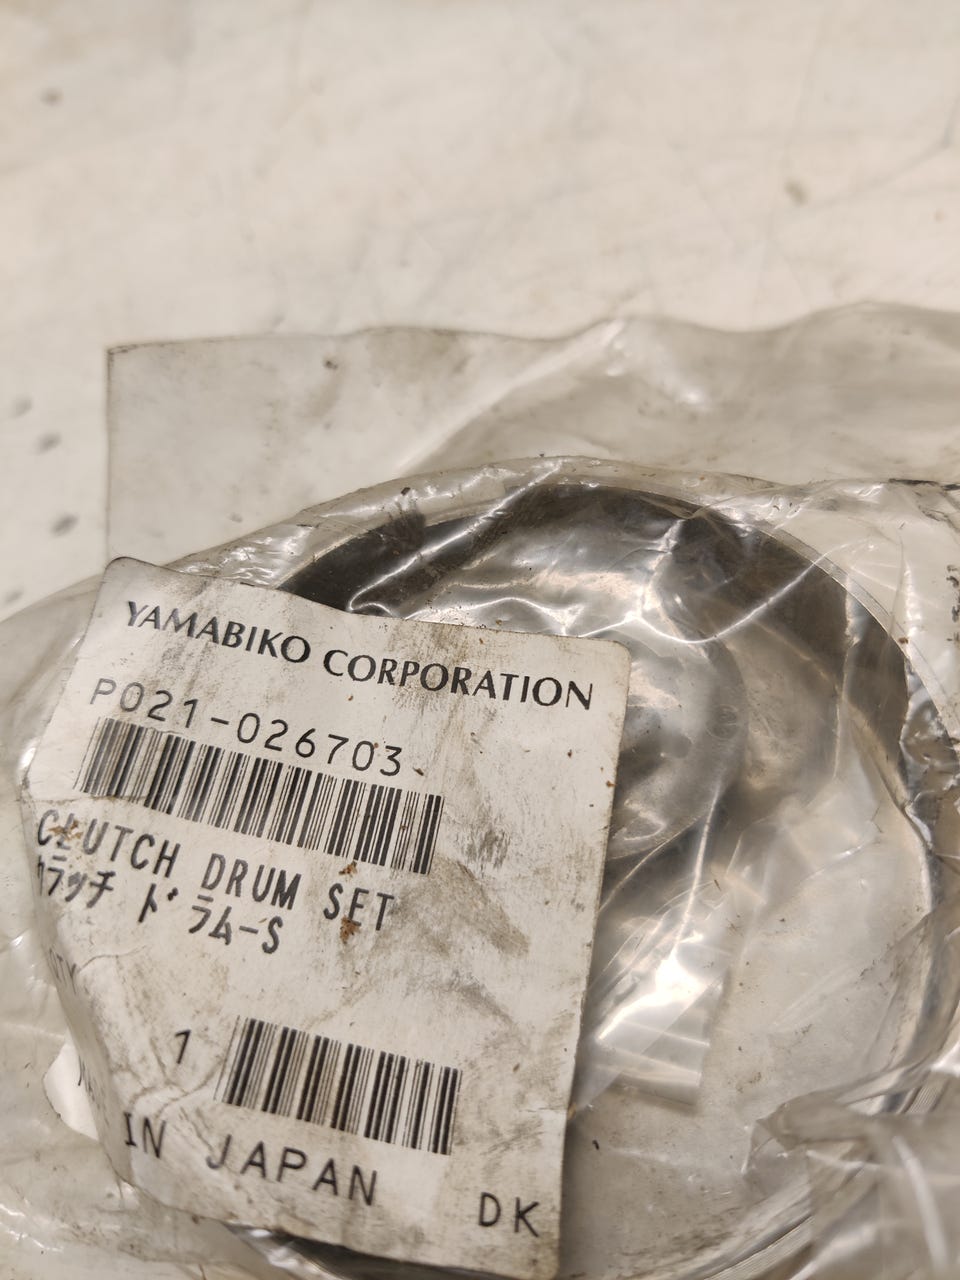 YAMABIKO CORPORATION
P021-026703
CLUTCH DRUM SET
ｸﾗｯﾁ ﾄﾞﾗﾑ-S
1
IN JAPAN
DK